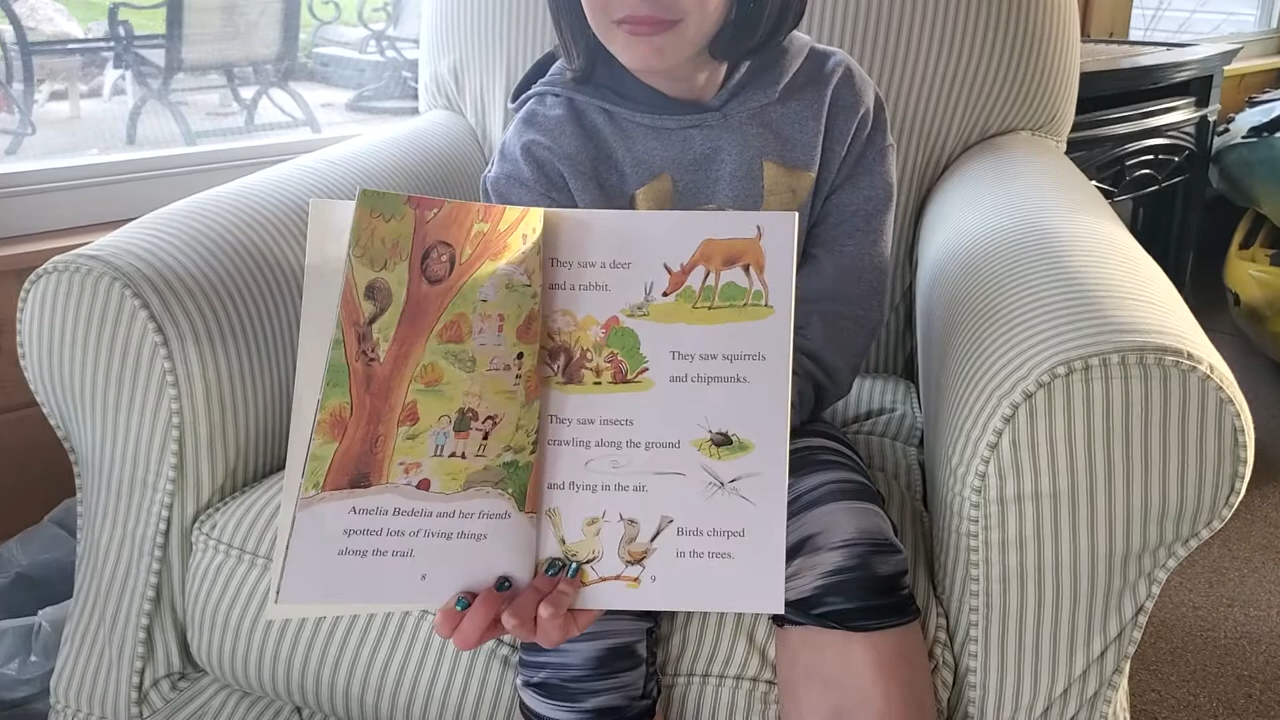 Amelia Bedelia and her friends
spotted lots of living things
along the trail.
8
They saw a deer
and a rabbit.
They saw squirrels
and chipmunks.
They saw insects
crawling along the ground
and flying in the air.
Birds chirped
in the trees.
9